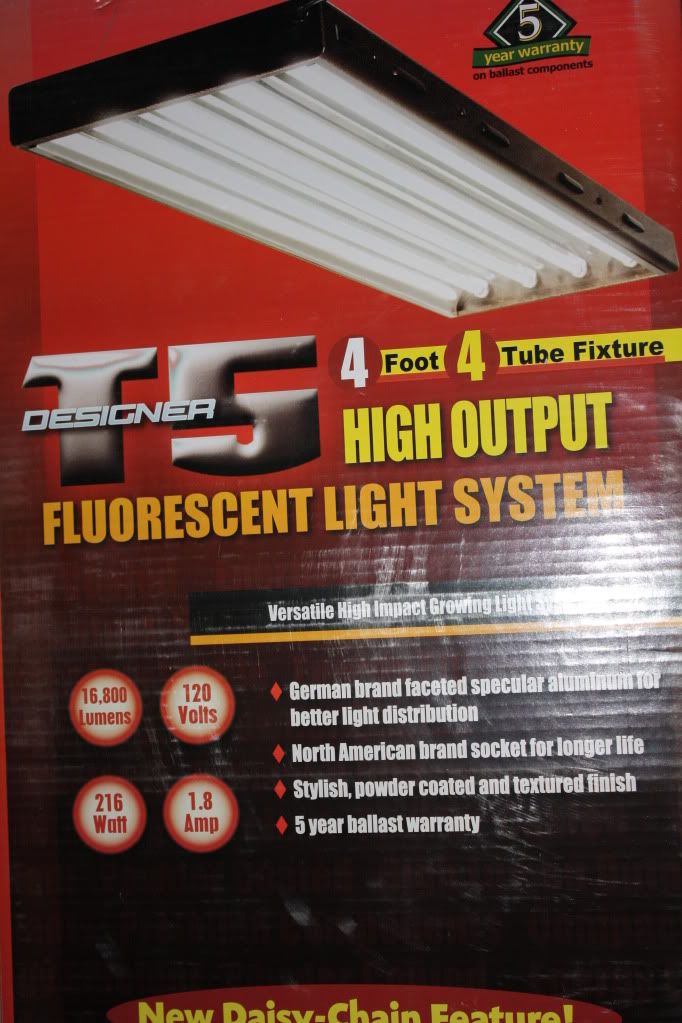 5
year warranty
on ballast components
4 Foot 4 Tube Fixture
DESIGNER T5
HIGH OUTPUT
FLUORESCENT LIGHT SYSTEM
Versatile High Impact Growing Light
16,800 Lumens
120 Volts
216 Watt
1.8 Amp
♦ German brand faceted specular aluminum for
better light distribution
♦ North American brand socket for longer life
♦ Stylish, powder coated and textured finish
♦ 5 year ballast warranty
New Daisy-Chain Feature!